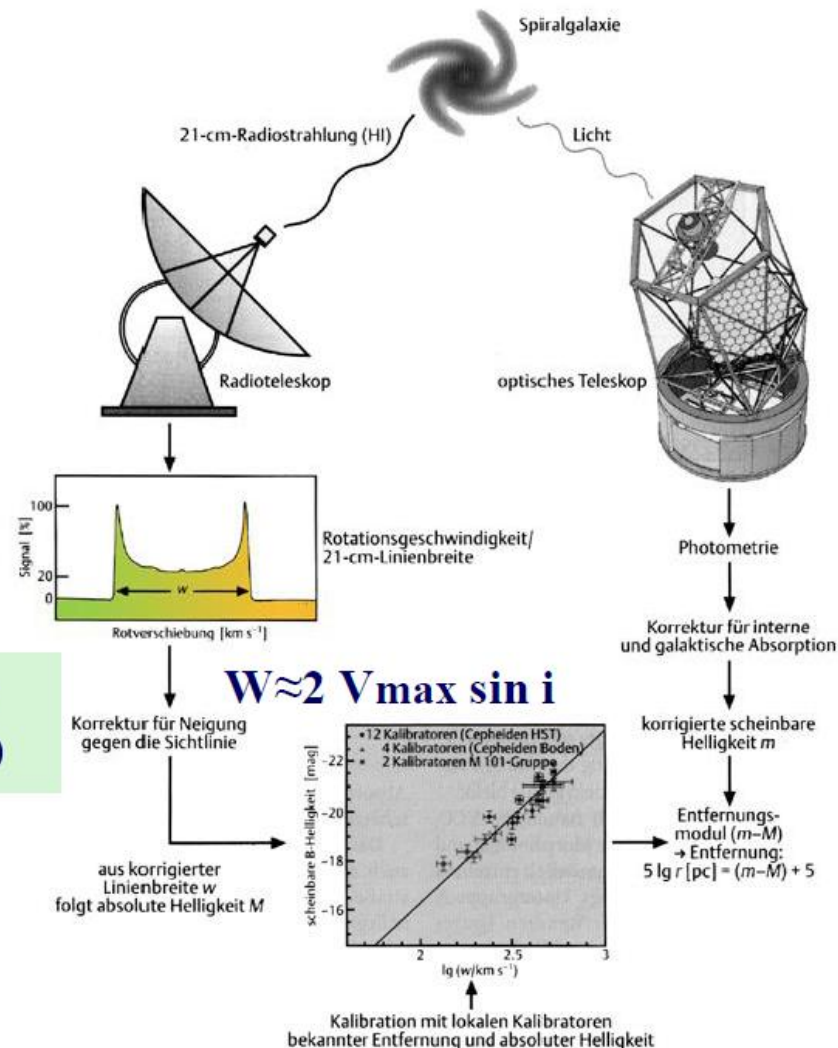 Spiralgalaxie
21-cm-Radiostrahlung (HI)
Licht
Radioteleskop
optisches Teleskop
Signal [%]
100
20
0
w
Rotverschiebung [km s⁻¹]
Rotationsgeschwindigkeit/
21-cm-Linienbreite
Photometrie
Korrektur für interne
und galaktische Absorption
korrigierte scheinbare
Helligkeit m
Entfernungs-
modul (m–M)
→ Entfernung:
5 lg r [pc] = (m–M) + 5
)
Korrektur für Neigung
gegen die Sichtlinie
aus korrigierter
Linienbreite w
folgt absolute Helligkeit M
W≈2 Vmax sin i
12 Kalibratoren (Cepheiden HST)
4 Kalibratoren (Cepheiden Boden)
2 Kalibratoren M 101-Gruppe
scheinbare B-Helligkeit [mag]
-22
-20
-18
-16
2
2.5
3
lg (w/km s⁻¹)
Kalibration mit lokalen Kalibratoren
bekannter Entfernung und absoluter Helligkeit